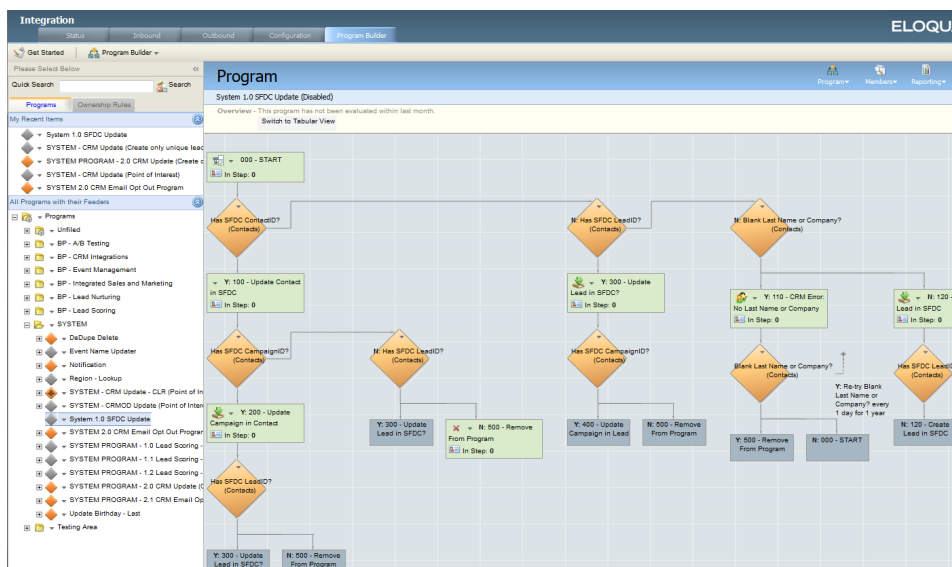 Integration
ELOQU
Status
Inbound
Outbound
Configuration
Program Builder
Get Started
Program Builder
Please Select Below
Quick Search
Search
Programs
Ownership Rules
My Recent Items
System 1.0 SFDC Update
SYSTEM - CRM Update (Create only unique leac
SYSTEM PROGRAM - 2.0 CRM Update (Create c
SYSTEM - CRM Update (Point of Interest)
SYSTEM 2.0 CRM Email Opt Out Program
All Programs with their Feeders
Programs
Unfiled
BP - A/B Testing
BP - CRM Integrations
BP - Event Management
BP - Integrated Sales and Marketing
BP - Lead Nurturing
BP - Lead Scoring
SYSTEM
DeDupe Delete
Event Name Updater
Notification
Region - Lookup
SYSTEM - CRM Update - CLR (Point of In
SYSTEM - CRMOD Update (Point of Inter
System 1.0 SFDC Update
SYSTEM 2.0 CRM Email Opt Out Progran
SYSTEM PROGRAM - 1.0 Lead Scoring -
SYSTEM PROGRAM - 1.1 Lead Scoring -
SYSTEM PROGRAM - 1.2 Lead Scoring -
SYSTEM PROGRAM - 2.0 CRM Update (C
SYSTEM PROGRAM - 2.1 CRM Email Op
Update Birthday - Last
Testing Area
Program
Program
Members
Reporting
System 1.0 SFDC Update (Disabled)
Overview - This program has not been evaluated within last month.
Switch to Tabular View
000 - START
In Step: 0
Has SFDC ContactID?
(Contacts)
N: Has SFDC LeadID?
(Contacts)
N: Blank Last Name or Company?
(Contacts)
Y: 100 - Update Contact
in SFDC
In Step: 0
Y: 300 - Update
Lead in SFDC?
In Step: 0
Y: 110 - CRM Error:
No Last Name or Company
In Step: 0
N: 120 -
Lead in SFDC
In Step: 0
Has SFDC CampaignID?
(Contacts)
N: Has SFDC LeadID?
(Contacts)
Has SFDC CampaignID?
(Contacts)
Blank Last Name or Company?
(Contacts)
Y: Re-try Blank
Last Name or
Company? every
1 day for 1 year
Has SFDC LeadID
(Contacts)
Y: 200 - Update
Campaign in Contact
In Step: 0
Y: 300 - Update
Lead in SFDC?
N: 500 - Remove
From Program
In Step: 0
Y: 400 - Update
Campaign in Lead
N: 500 - Remove
From Program
Y: 500 - Remove
From Program
N: 000 - START
N: 120 - Create
Lead in SFDC
Has SFDC LeadID?
(Contacts)
Y: 300 - Update
Lead in SFDC?
N: 500 - Remove
From Program